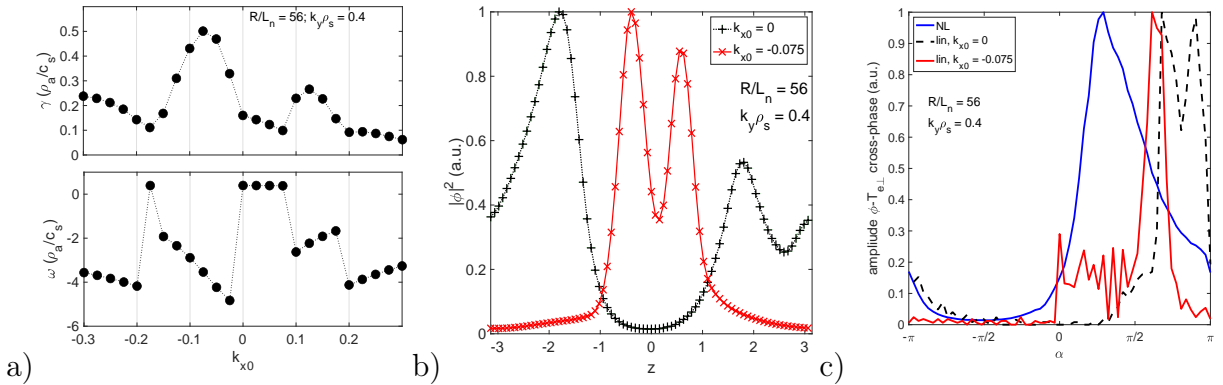 R/Lₙ = 56; k_yρ_s = 0.4
γ (ρ_a/c_s)
0.5
0.4
0.3
0.2
0.1
0
ω (ρ_a/c_s)
0
-2
-4
-6
-0.3 -0.2 -0.1 0 0.1 0.2
k_x0
a)
k_x0 = 0
k_x0 = -0.075
R/L_n = 56
k_yρ_s = 0.4
|ϕ|² (a.u.)
1
0.8
0.6
0.4
0.2
0
-3 -2 -1 0 1 2 3
z
b)
NL
lin, k_x0 = 0
lin, k_x0 = -0.075
R/L_n = 56
k_yρ_s = 0.4
ampliude ϕ-T_e⊥ cross-phase (a.u.)
1
0.9
0.8
0.7
0.6
0.5
0.4
0.3
0.2
0.1
0
-π -π/2 0 π/2 π
α
c)